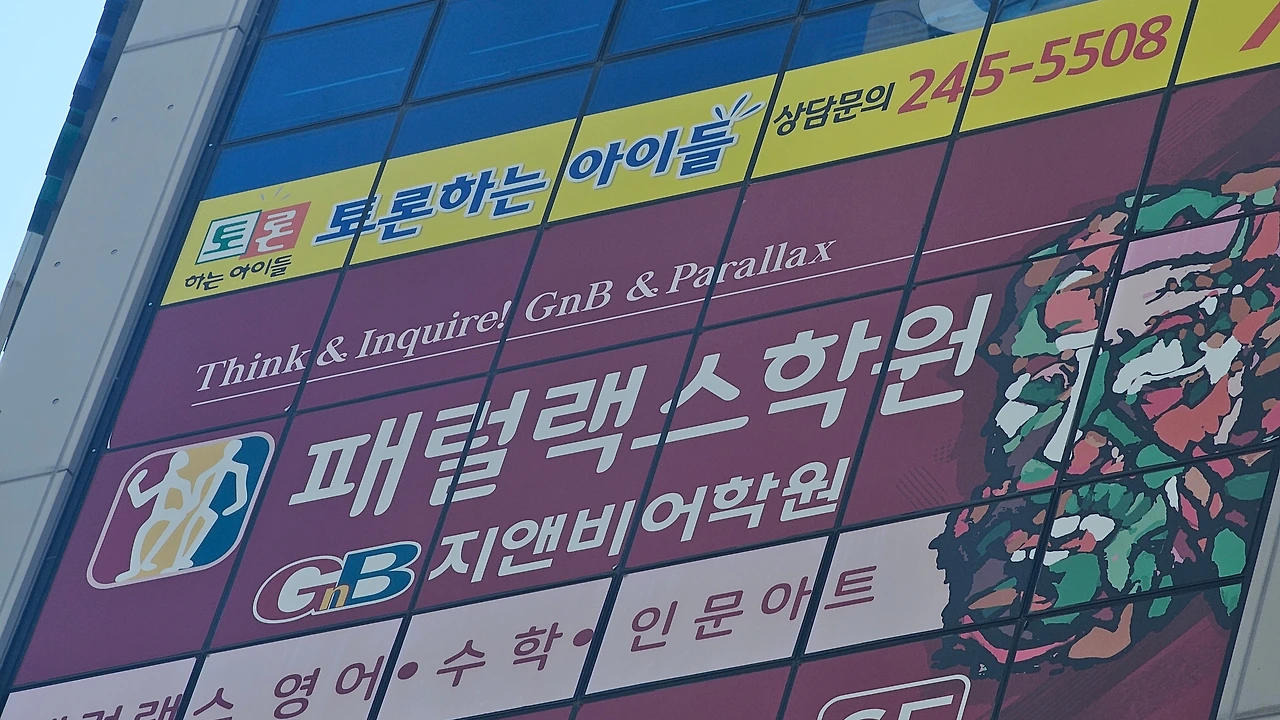 토론
하는 아이들
토론하는 아이들
상담문의 245-5508
Think & Inquire! GnB & Parallax
패럴랙스학원
GnB 지앤비어학원
영어•수학•인문아트